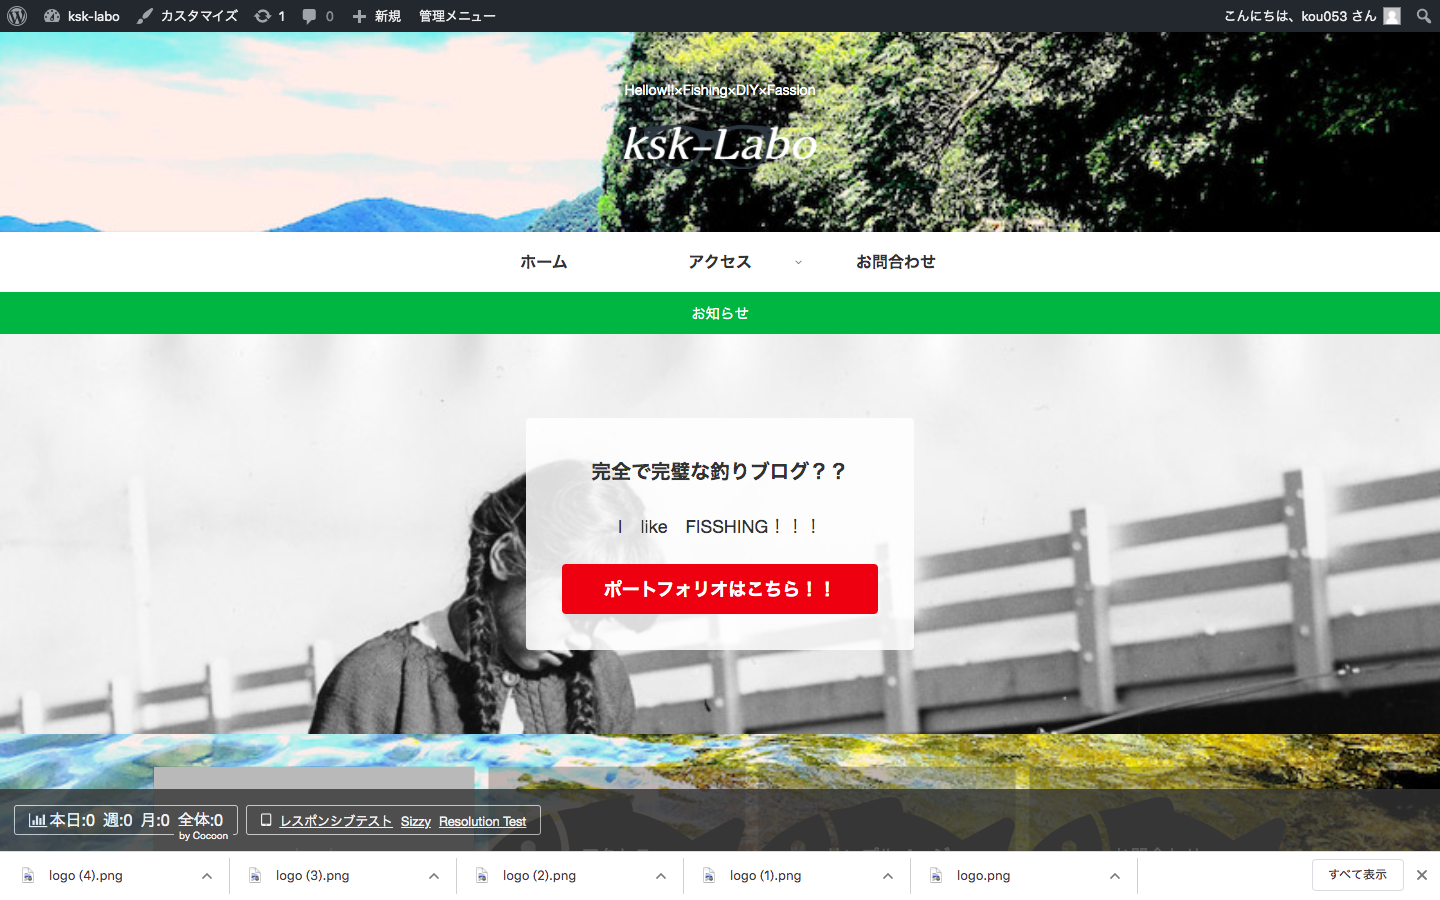 ksk-labo カスタマイズ 1 0 新規 管理メニュー こんにちは、kou053 さん
Hellow!!×Fishing×DIY×Fassion
ksk-Labo
ホーム アクセス お問合わせ
お知らせ
完全で完璧な釣りブログ？？
I like FISSHING！！！
ポートフォリオはこちら！！
本日:0 週:0 月:0 全体:0
by Cocoon
レスポンシブテスト Sizzy Resolution Test
logo (4).png logo (3).png logo (2).png logo (1).png logo.png すべて表示